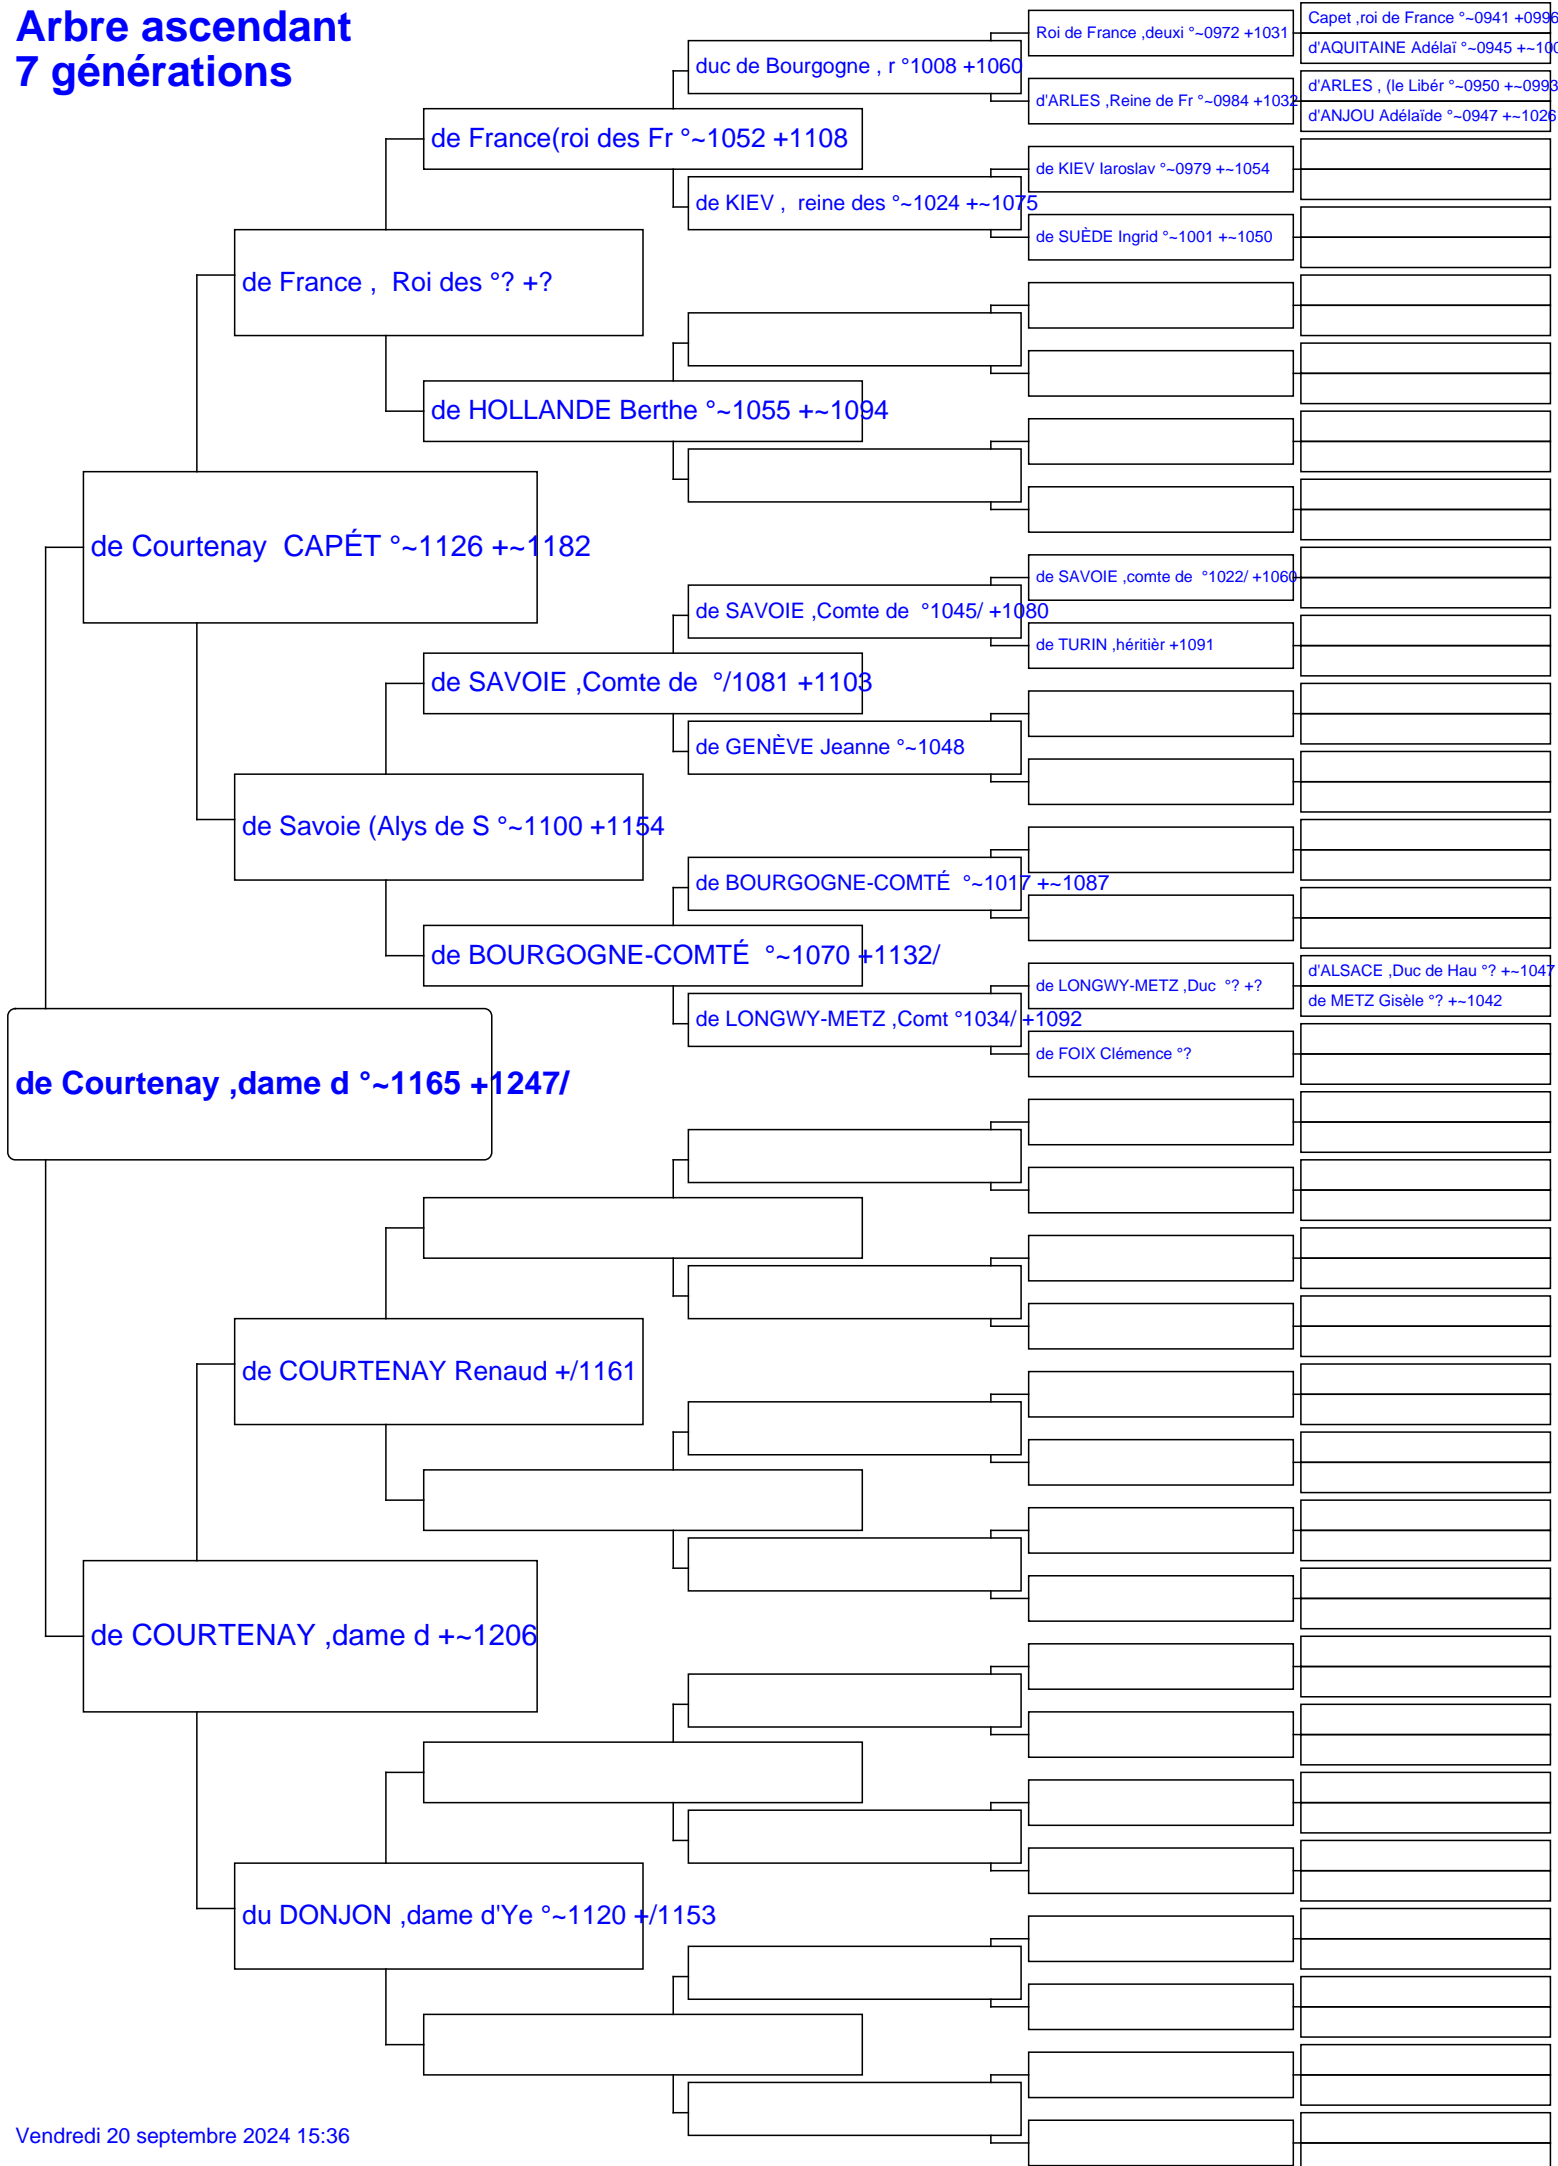 Arbre ascendant
7 générations
Roi de France ,deuxi °~0972 +1031
Capet ,roi de France °~0941 +0996
d'AQUITAINE Adélaï °~0945 +~100
duc de Bourgogne , r °1008 +1060
d'ARLES ,Reine de Fr °~0984 +1032
d'ARLES , (le Libér °~0950 +~0993
d'ANJOU Adélaïde °~0947 +~1026
de France(roi des Fr °~1052 +1108
de KIEV Iaroslav °~0979 +~1054
de KIEV ,  reine des °~1024 +~1075
de SUÈDE Ingrid °~1001 +~1050
de France ,  Roi des °? +?
de HOLLANDE Berthe °~1055 +~1094
de Courtenay  CAPÉT °~1126 +~1182
de SAVOIE ,comte de  °1022/ +1060
de SAVOIE ,Comte de  °1045/ +1080
de TURIN ,héritièr +1091
de SAVOIE ,Comte de  °/1081 +1103
de GENÈVE Jeanne °~1048
de Savoie (Alys de S °~1100 +1154
de BOURGOGNE-COMTÉ  °~1017 +~1087
de BOURGOGNE-COMTÉ  °~1070 +1132/
de LONGWY-METZ ,Duc  °? +?
d'ALSACE ,Duc de Hau °? +~1047
de METZ Gisèle °? +~1042
de LONGWY-METZ ,Comt °1034/ +1092
de FOIX Clémence °?
de Courtenay ,dame d °~1165 +1247/
de COURTENAY Renaud +/1161
de COURTENAY ,dame d +~1206
du DONJON ,dame d'Ye °~1120 +/1153
Vendredi 20 septembre 2024 15:36